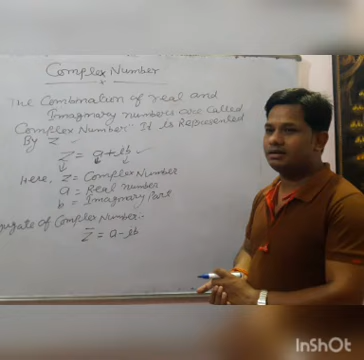 Complex Number
The Combination of real and
Imaginary numbers are called
Complex Number" It Is Represented
By Z
Z = a + ib
Here, Z = Complex Number
a = Real number
b = Imaginary Part
jugate of Complex Number:-
Z̅ = a - ib
InShOt